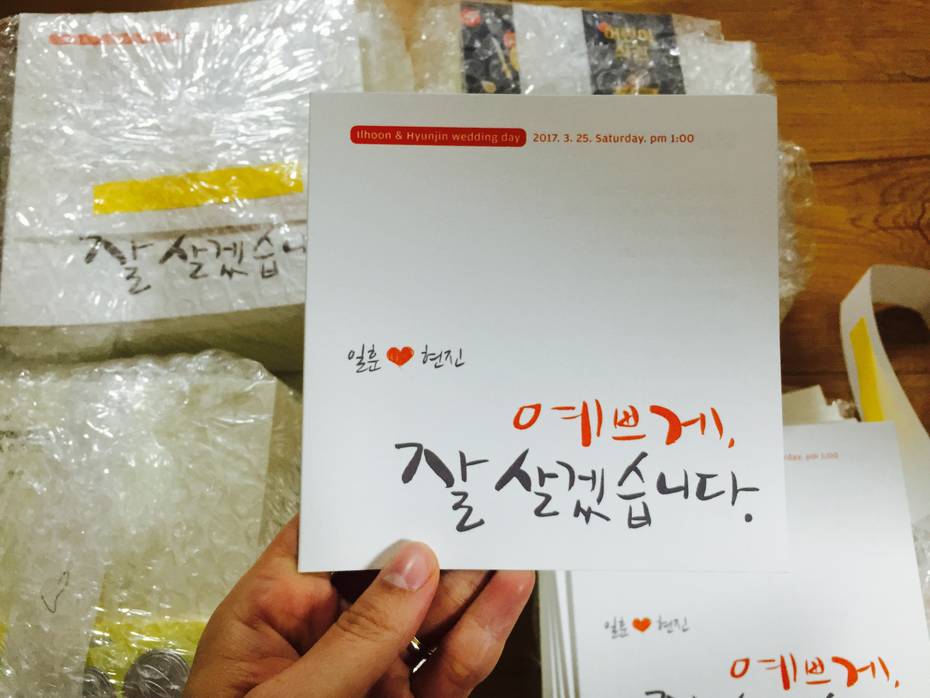 Ilhoon & Hyunjin wedding day 2017. 3. 25. Saturday, pm 1:00
일훈 현진
예쁘게,
잘 살겠습니다.
잘 살겠습니
일훈 현진
예쁘게,